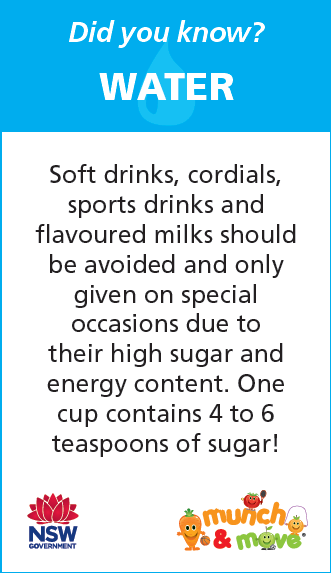 Did you know?
WATER
Soft drinks, cordials,
sports drinks and
flavoured milks should
be avoided and only
given on special
occasions due to
their high sugar and
energy content. One
cup contains 4 to 6
teaspoons of sugar!
NSW
GOVERNMENT
munch
& move